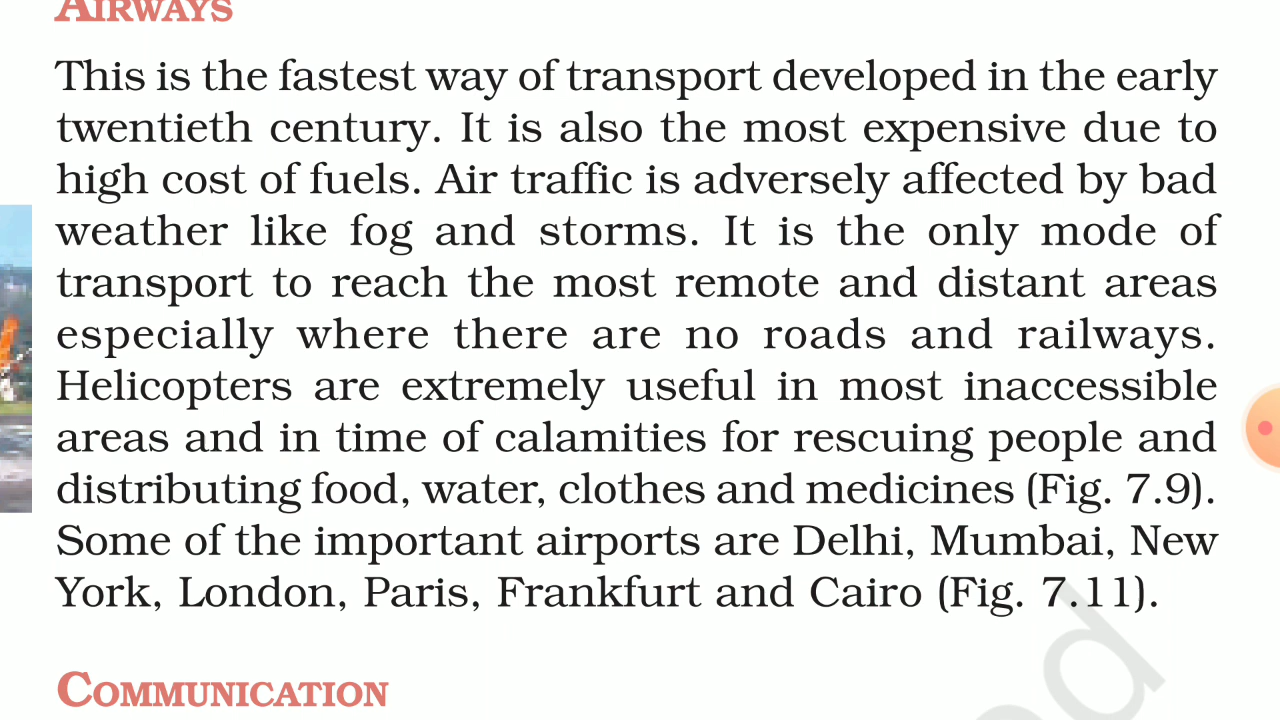 AIRWAYS
This is the fastest way of transport developed in the early
twentieth century. It is also the most expensive due to
high cost of fuels. Air traffic is adversely affected by bad
weather like fog and storms. It is the only mode of
transport to reach the most remote and distant areas
especially where there are no roads and railways.
Helicopters are extremely useful in most inaccessible
areas and in time of calamities for rescuing people and
distributing food, water, clothes and medicines (Fig. 7.9).
Some of the important airports are Delhi, Mumbai, New
York, London, Paris, Frankfurt and Cairo (Fig. 7.11).
COMMUNICATION